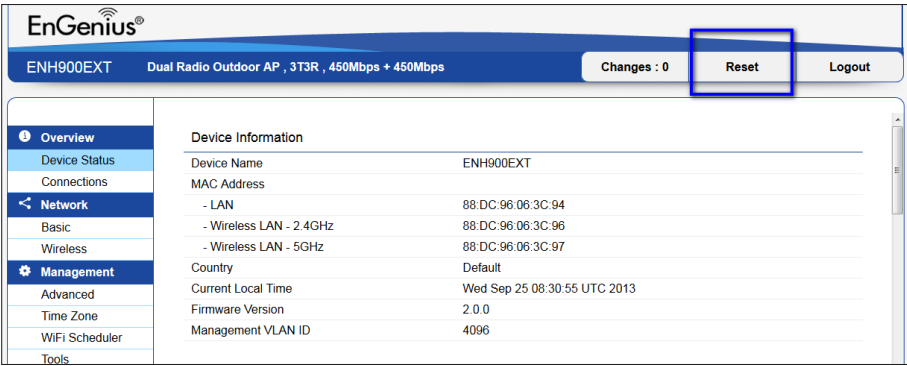 EnGenius®
ENH900EXT Dual Radio Outdoor AP , 3T3R , 450Mbps + 450Mbps Changes : 0 Reset Logout
Overview
Device Status
Connections
Network
Basic
Wireless
Management
Advanced
Time Zone
WiFi Scheduler
Tools
Device Information
Device Name ENH900EXT
MAC Address
- LAN 88:DC:96:06:3C:94
- Wireless LAN - 2.4GHz 88:DC:96:06:3C:96
- Wireless LAN - 5GHz 88:DC:96:06:3C:97
Country Default
Current Local Time Wed Sep 25 08:30:55 UTC 2013
Firmware Version 2.0.0
Management VLAN ID 4096